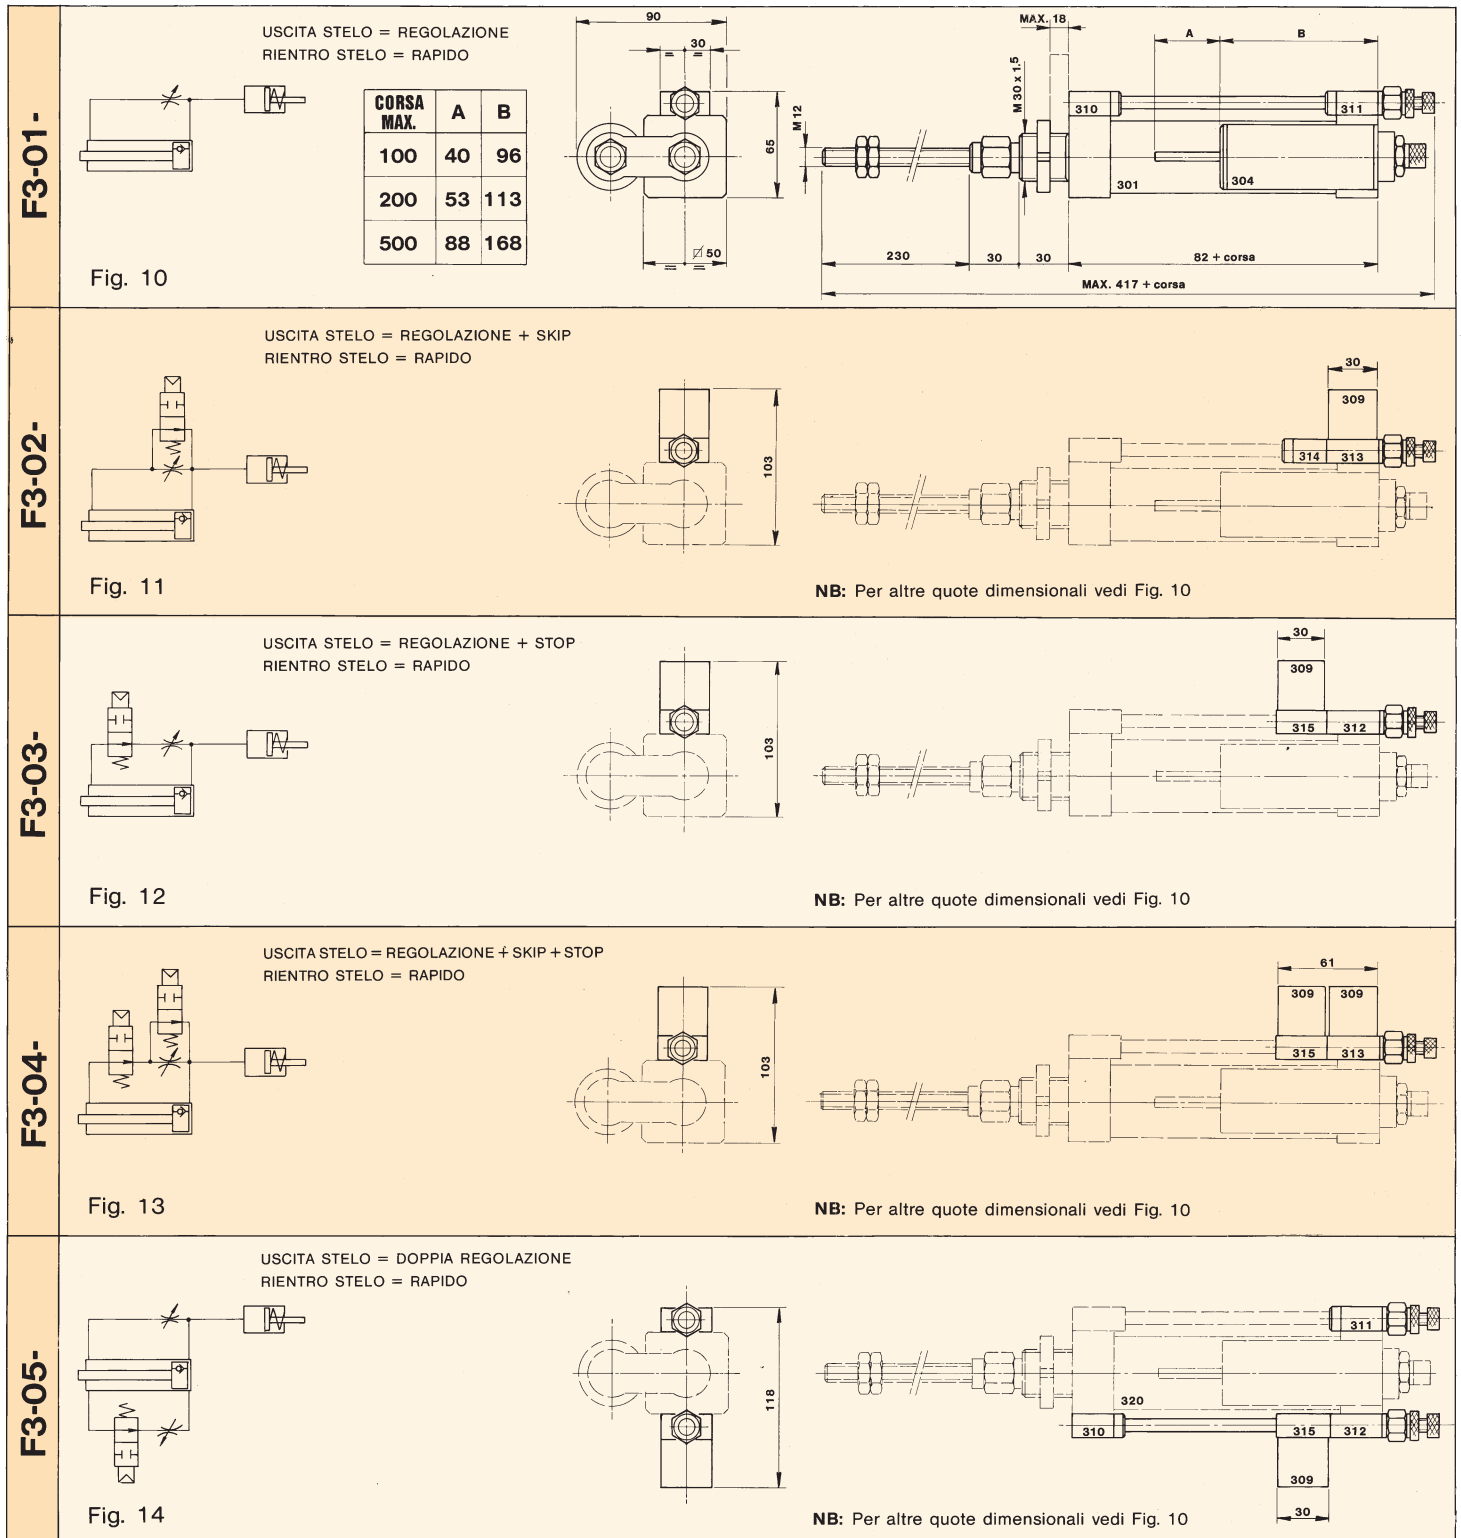 F3-01-
USCITA STELO = REGOLAZIONE
RIENTRO STELO = RAPIDO
CORSA MAX. A B
100 40 96
200 53 113
500 88 168
90
30
65
50
MAX. 18
M 30 x 1.5
M 12
A
B
310
311
301
304
230
30
30
82 + corsa
MAX. 417 + corsa
Fig. 10
F3-02-
USCITA STELO = REGOLAZIONE + SKIP
RIENTRO STELO = RAPIDO
103
30
309
314
313
Fig. 11
NB: Per altre quote dimensionali vedi Fig. 10
F3-03-
USCITA STELO = REGOLAZIONE + STOP
RIENTRO STELO = RAPIDO
103
30
309
315
312
Fig. 12
NB: Per altre quote dimensionali vedi Fig. 10
F3-04-
USCITA STELO = REGOLAZIONE + SKIP + STOP
RIENTRO STELO = RAPIDO
103
61
309
309
315
313
Fig. 13
NB: Per altre quote dimensionali vedi Fig. 10
F3-05-
USCITA STELO = DOPPIA REGOLAZIONE
RIENTRO STELO = RAPIDO
118
311
320
310
315
312
309
30
Fig. 14
NB: Per altre quote dimensionali vedi Fig. 10